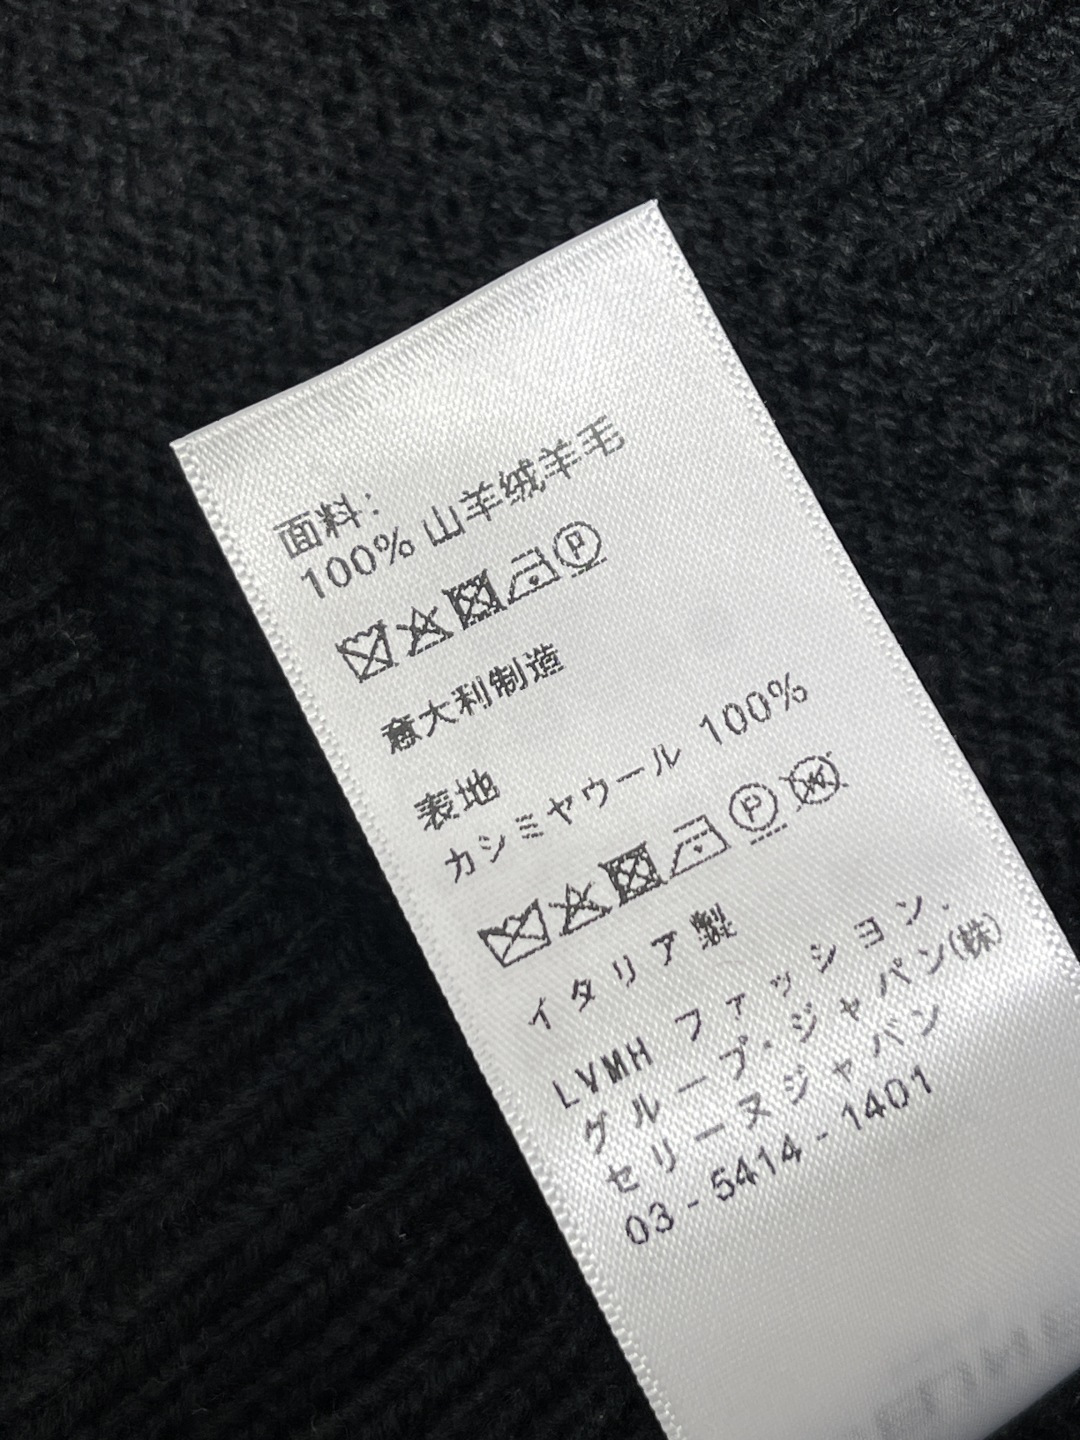 面料：
100% 山羊绒羊毛
P
意大利制造
表地
カシミヤウール 100%
P W
イタリア製
LVMH ファッション.
グループ・ジャパン(株)
セリーヌジャパン
03 - 5414 - 1401